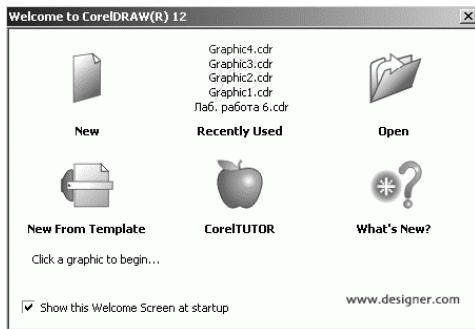 Welcome to CorelDRAW(R) 12
Graphic4.cdr
Graphic3.cdr
Graphic2.cdr
Graphic1.cdr
Лаб. работа 6.cdr
New
Recently Used
Open
New From Template
CorelTUTOR
What's New?
Click a graphic to begin...
Show this Welcome Screen at startup
www.designer.com